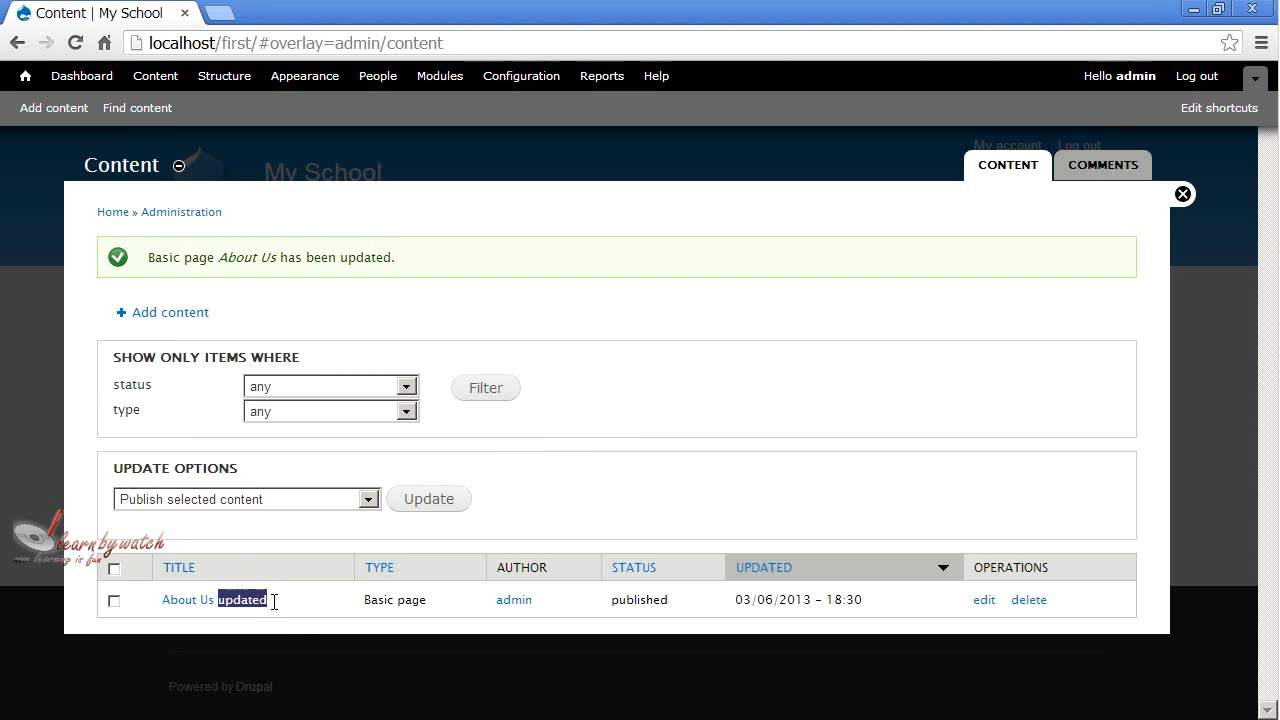 Content | My School
localhost/first/#overlay=admin/content
Dashboard Content Structure Appearance People Modules Configuration Reports Help Hello admin Log out
Add content Find content Edit shortcuts
My account Log out
Content My School CONTENT COMMENTS
Home » Administration
Basic page About Us has been updated.
Add content
SHOW ONLY ITEMS WHERE
status any Filter
type any
UPDATE OPTIONS
Publish selected content Update
learnbywatch
learning is fun
TITLE TYPE AUTHOR STATUS UPDATED OPERATIONS
About Us updated Basic page admin published 03/06/2013 - 18:30 edit delete
Powered by Drupal